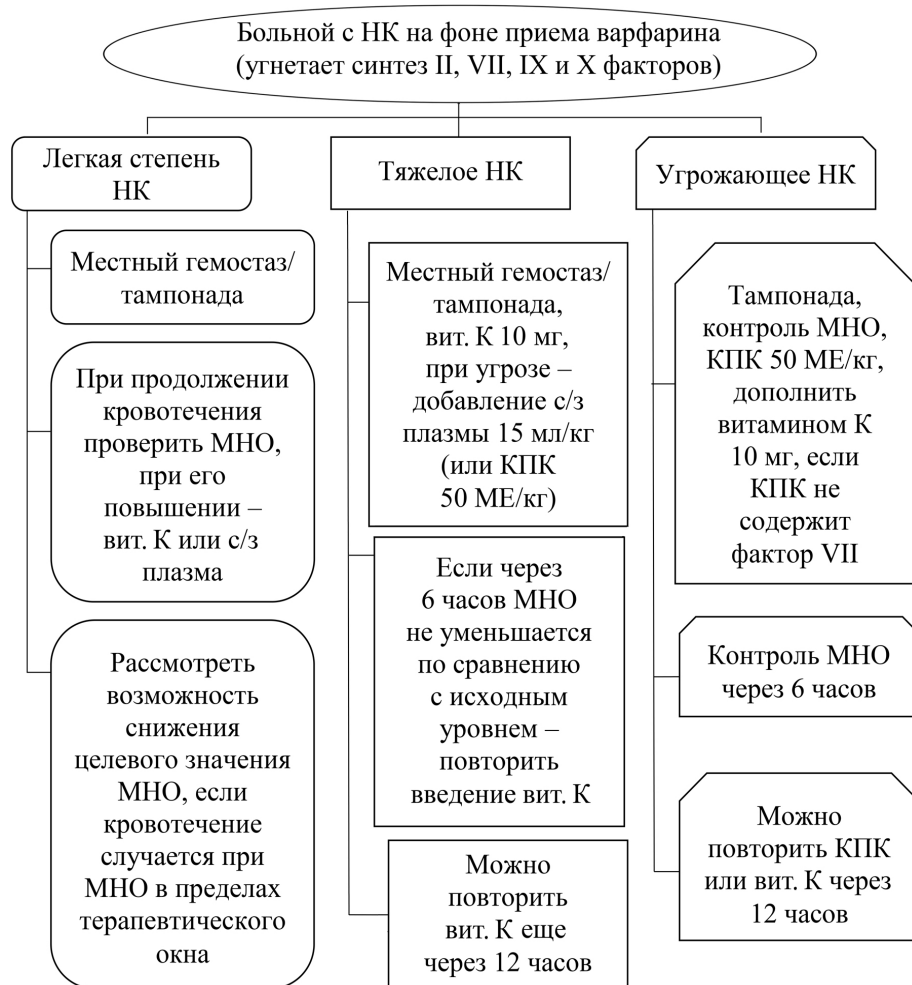 Больной с НК на фоне приема варфарина
(угнетает синтез II, VII, IX и X факторов)
Легкая степень
НК
Местный гемостаз/
тампонада
При продолжении
кровотечения
проверить МНО,
при его
повышении –
вит. К или с/з
плазма
Рассмотреть
возможность
снижения
целевого значения
МНО, если
кровотечение
случается при
МНО в пределах
терапевтического
окна
Тяжелое НК
Местный гемостаз/
тампонада,
вит. К 10 мг,
при угрозе –
добавление с/з
плазмы 15 мл/кг
(или КПК
50 МЕ/кг)
Если через
6 часов МНО
не уменьшается
по сравнению
с исходным
уровнем –
повторить
введение вит. К
Можно
повторить
вит. К еще
через 12 часов
Угрожающее НК
Тампонада,
контроль МНО,
КПК 50 МЕ/кг,
дополнить
витамином К
10 мг, если
КПК не
содержит
фактор VII
Контроль МНО
через 6 часов
Можно
повторить КПК
или вит. К через
12 часов